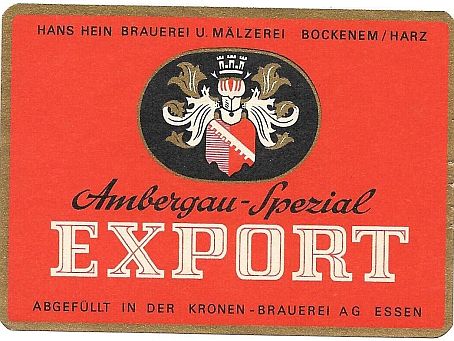 HANS HEIN BRAUEREI U. MÄLZEREI BOCKENEM/HARZ
Ambergau-Spezial
EXPORT
ABGEFÜLLT IN DER KRONEN-BRAUEREI AG ESSEN